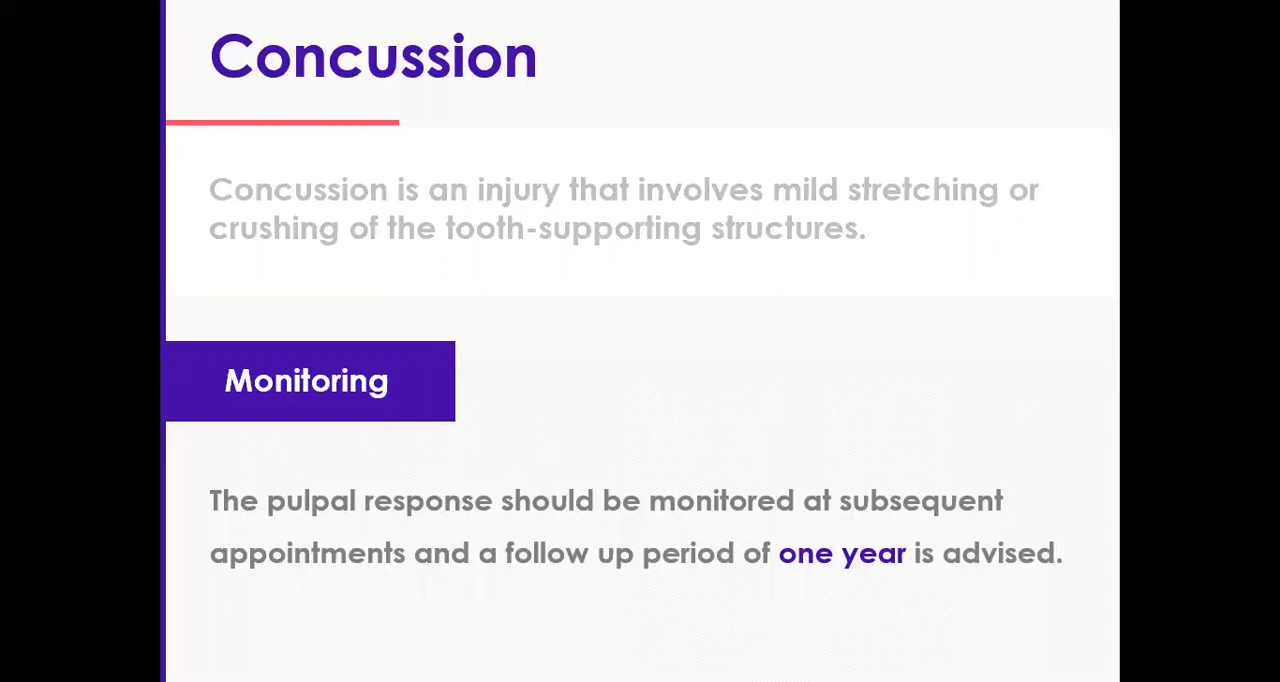 Concussion
Concussion is an injury that involves mild stretching or
crushing of the tooth-supporting structures.
Monitoring
The pulpal response should be monitored at subsequent
appointments and a follow up period of one year is advised.